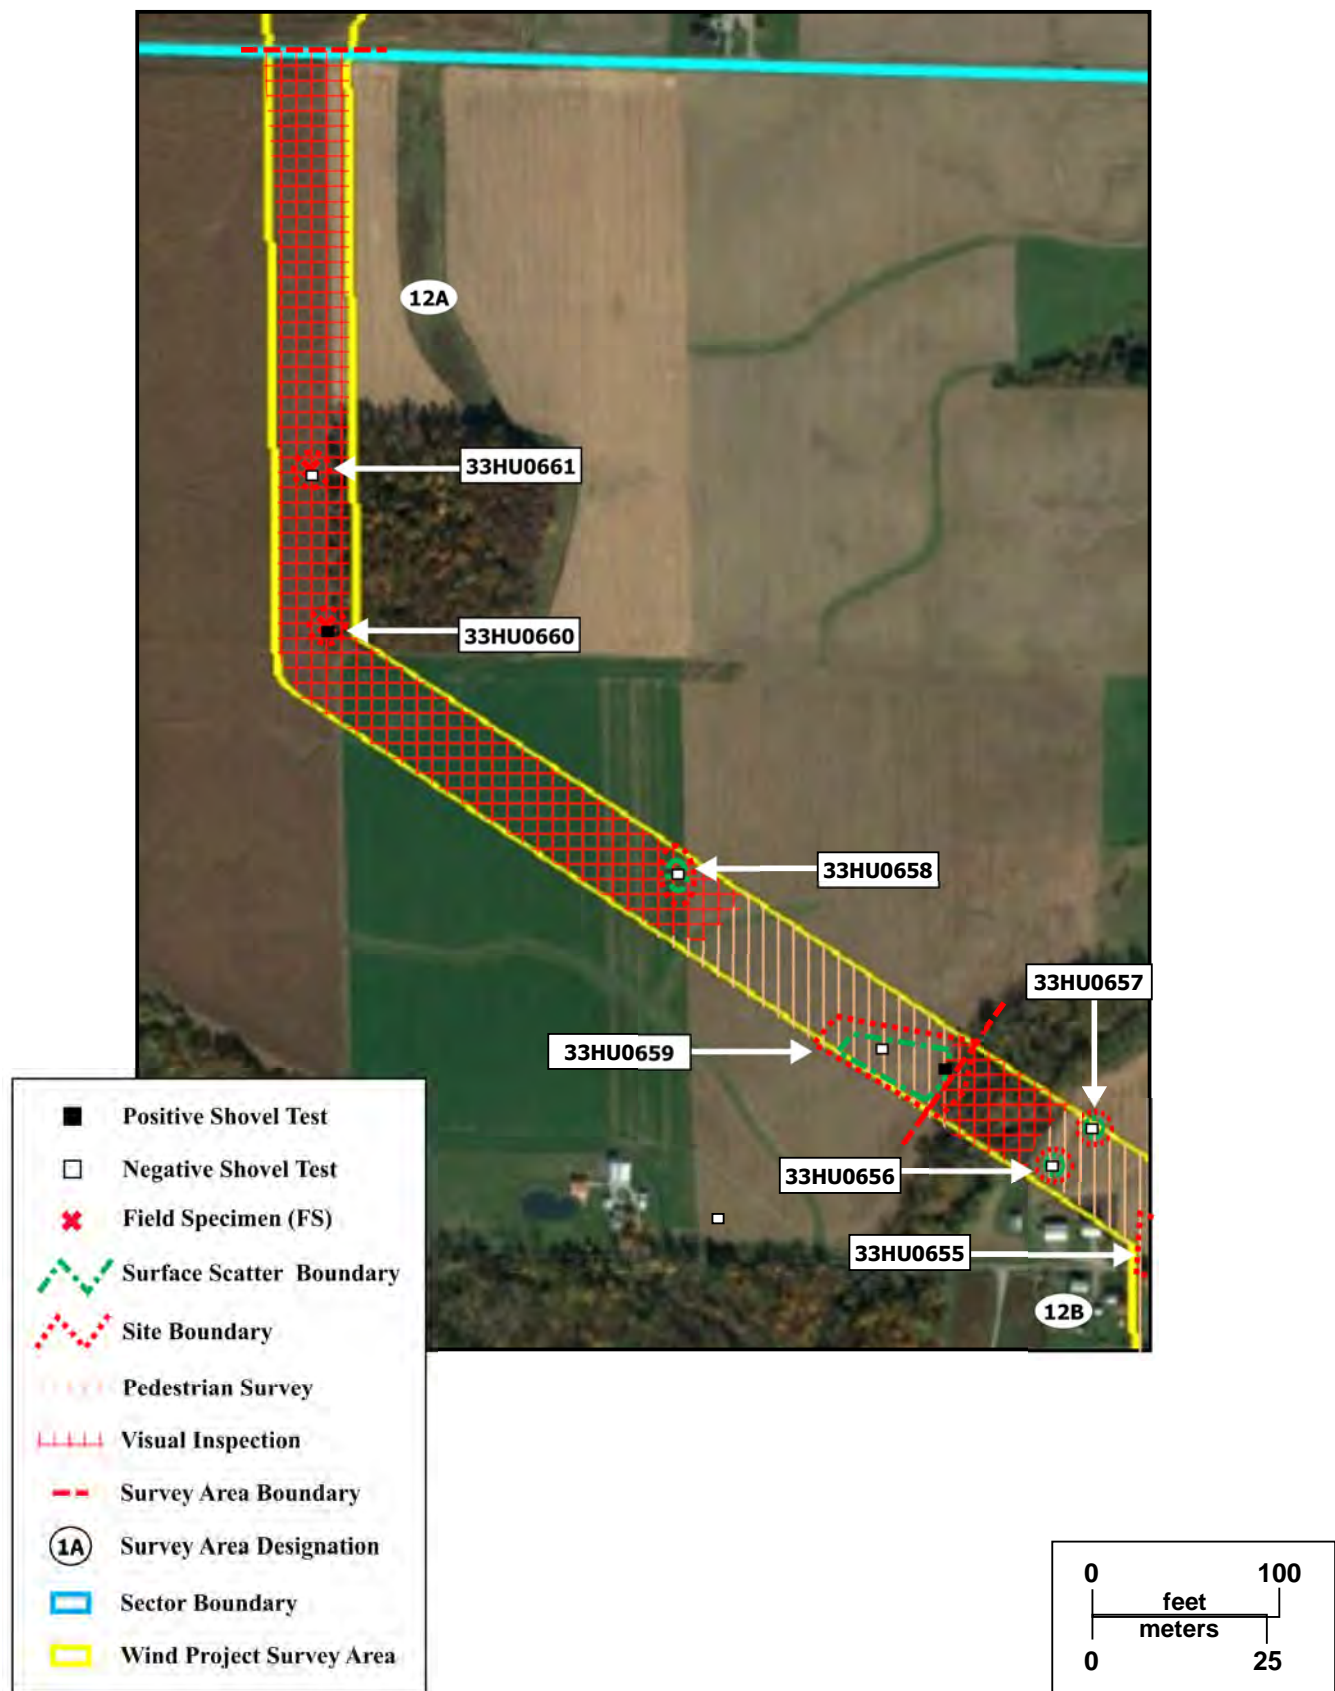 12A
33HU0661
33HU0660
33HU0658
33HU0657
33HU0659
33HU0656
33HU0655
12B
Positive Shovel Test
Negative Shovel Test
Field Specimen (FS)
Surface Scatter Boundary
Site Boundary
Pedestrian Survey
Visual Inspection
Survey Area Boundary
1A Survey Area Designation
Sector Boundary
Wind Project Survey Area
0 100
feet
meters
0 25